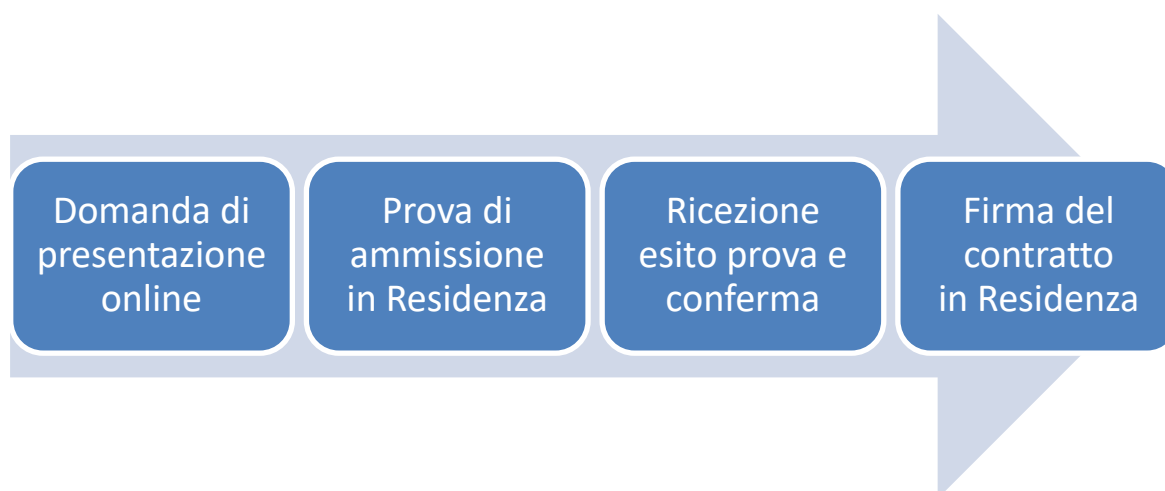 Domanda di
presentazione
online
Prova di
ammissione
in Residenza
Ricezione
esito prova e
conferma
Firma del
contratto
in Residenza